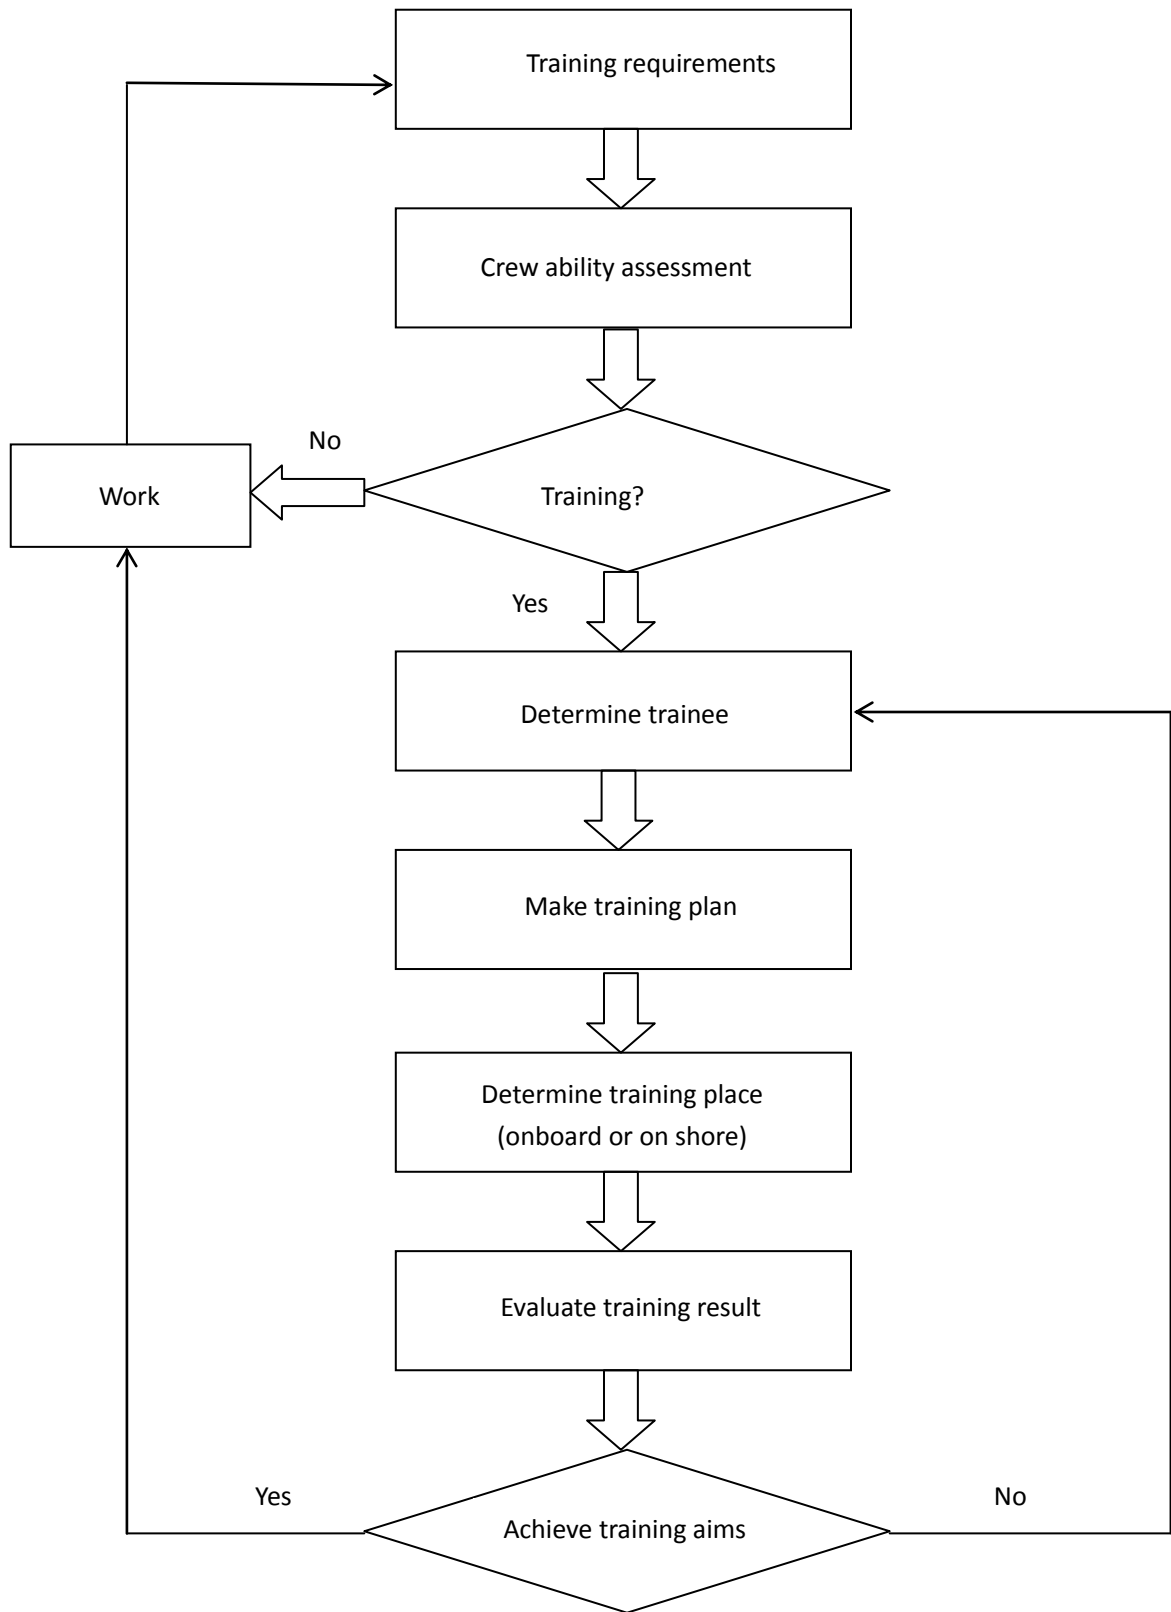 Training requirements
Crew ability assessment
No
Work
Training?
Yes
Determine trainee
Make training plan
Determine training place
(onboard or on shore)
Evaluate training result
Yes
No
Achieve training aims